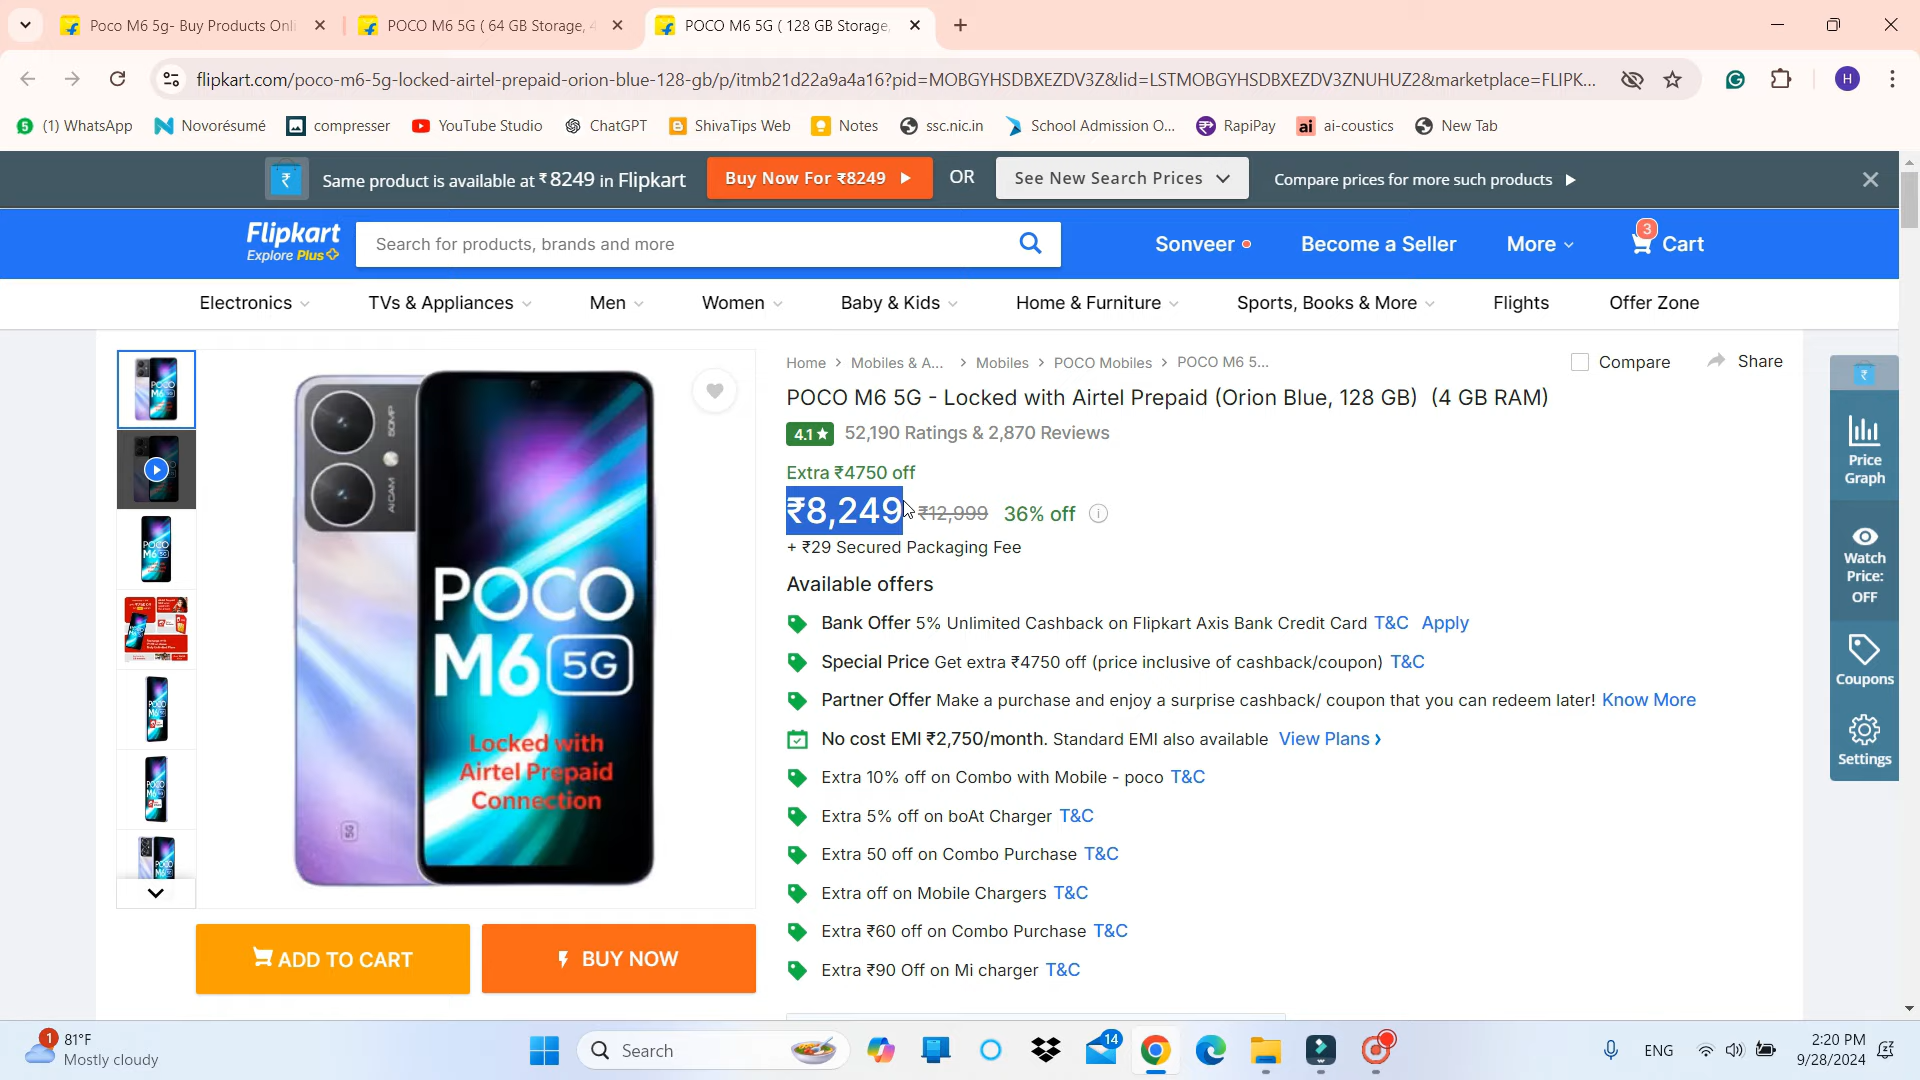 Poco M6 5g- Buy Products Onli
POCO M6 5G ( 64 GB Storage, 4
POCO M6 5G ( 128 GB Storage,
flipkart.com/poco-m6-5g-locked-airtel-prepaid-orion-blue-128-gb/p/itmb21d22a9a4a16?pid=MOBGYHSDBXEZDV3Z&lid=LSTMOBGYHSDBXEZDV3ZNUHUZ2&marketplace=FLIPK...
H
(1) WhatsApp
Novorésumé
compresser
YouTube Studio
ChatGPT
ShivaTips Web
Notes
ssc.nic.in
School Admission O...
RapiPay
ai ai-coustics
New Tab
Same product is available at ₹8249 in Flipkart
Buy Now For ₹8249
OR
See New Search Prices
Compare prices for more such products
Flipkart
Explore Plus
Search for products, brands and more
Sonveer
Become a Seller
More
3
Cart
Electronics
TVs & Appliances
Men
Women
Baby & Kids
Home & Furniture
Sports, Books & More
Flights
Offer Zone
Home
Mobiles & A...
Mobiles
POCO Mobiles
POCO M6 5...
Compare
Share
POCO M6 5G - Locked with Airtel Prepaid (Orion Blue, 128 GB) (4 GB RAM)
4.1★ 52,190 Ratings & 2,870 Reviews
Extra ₹4750 off
₹8,249 ₹12,999 36% off
+ ₹29 Secured Packaging Fee
Available offers
Bank Offer 5% Unlimited Cashback on Flipkart Axis Bank Credit Card T&C Apply
Special Price Get extra ₹4750 off (price inclusive of cashback/coupon) T&C
Partner Offer Make a purchase and enjoy a surprise cashback/ coupon that you can redeem later! Know More
No cost EMI ₹2,750/month. Standard EMI also available View Plans ›
Extra 10% off on Combo with Mobile - poco T&C
Extra 5% off on boAt Charger T&C
Extra 50 off on Combo Purchase T&C
Extra off on Mobile Chargers T&C
Extra ₹60 off on Combo Purchase T&C
Extra ₹90 Off on Mi charger T&C
50MP
AI CAM
POCO
M6 5G
Locked with
Airtel Prepaid
Connection
ADD TO CART
BUY NOW
Price
Graph
Watch
Price:
OFF
Coupons
Settings
1
81°F
Mostly cloudy
Search
14
ENG
2:20 PM
9/28/2024